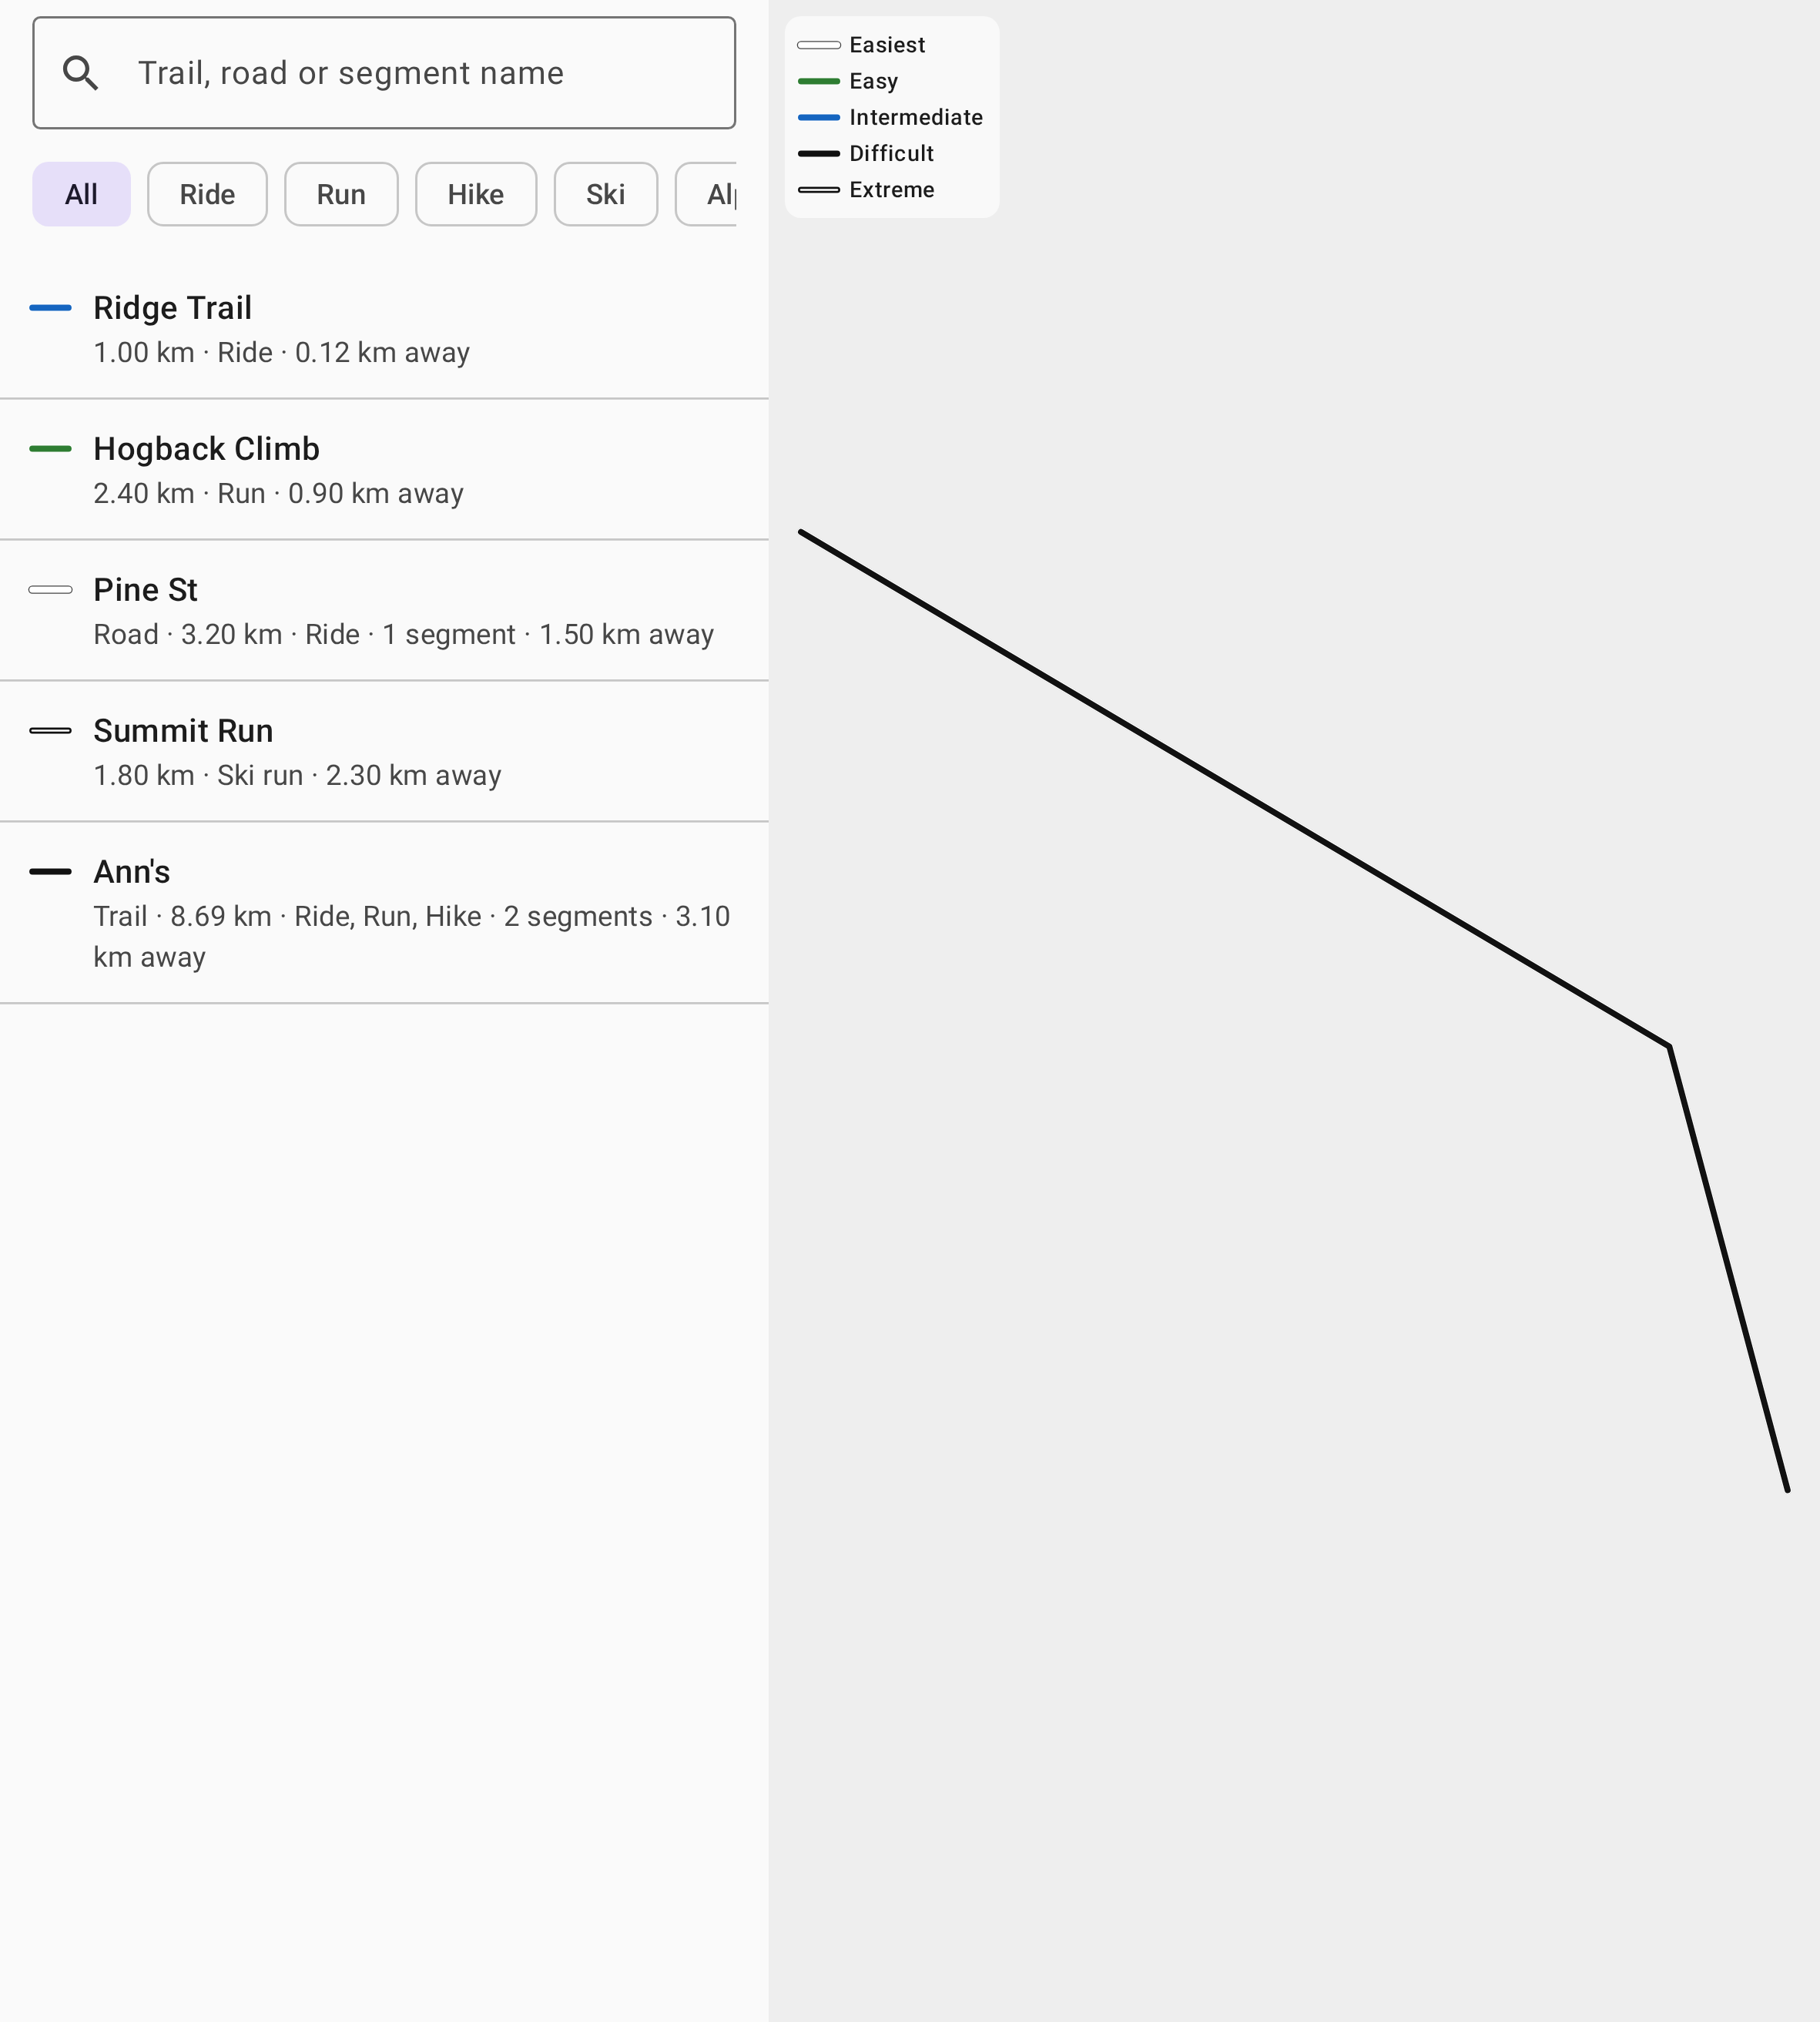 Trail, road or segment name
All
Ride
Run
Hike
Ski
Ridge Trail
1.00 km · Ride · 0.12 km away
Hogback Climb
2.40 km · Run · 0.90 km away
Pine St
Road · 3.20 km · Ride · 1 segment · 1.50 km away
Summit Run
1.80 km · Ski run · 2.30 km away
Ann's
Trail · 8.69 km · Ride, Run, Hike · 2 segments · 3.10
km away
Easiest
Easy
Intermediate
Difficult
Extreme